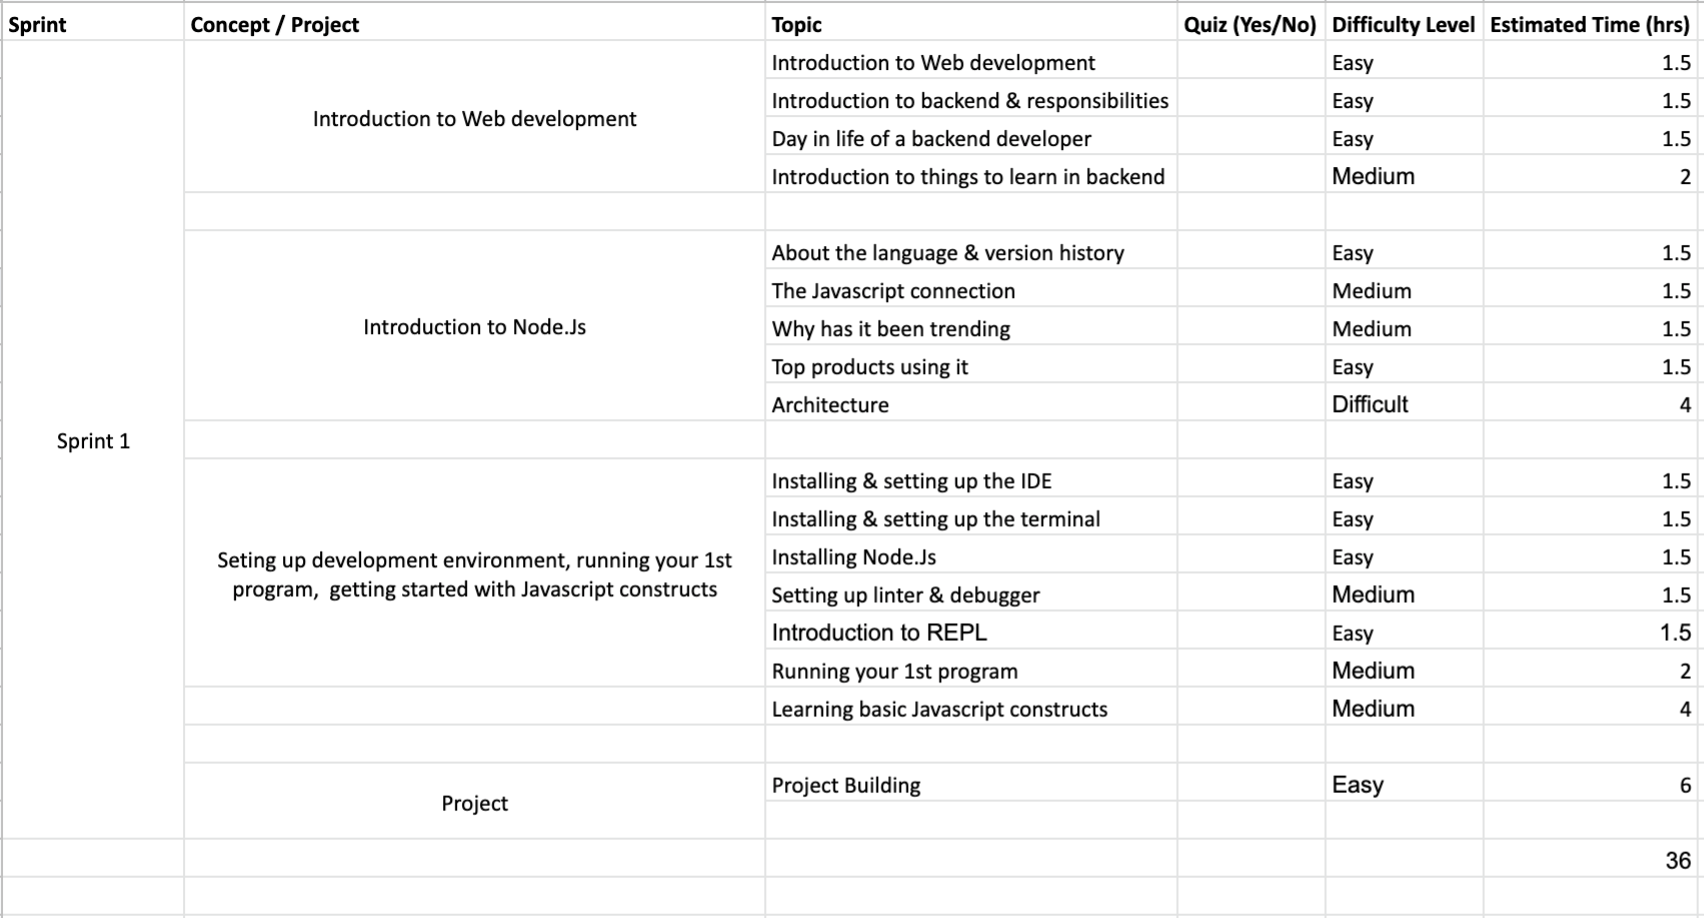 Sprint Concept / Project Topic Quiz (Yes/No) Difficulty Level Estimated Time (hrs)
Introduction to Web development Easy 1.5
Introduction to backend & responsibilities Easy 1.5
Introduction to Web development
Day in life of a backend developer Easy 1.5
Introduction to things to learn in backend Medium 2
About the language & version history Easy 1.5
The Javascript connection Medium 1.5
Introduction to Node.Js
Why has it been trending Medium 1.5
Top products using it Easy 1.5
Architecture Difficult 4
Sprint 1
Installing & setting up the IDE Easy 1.5
Installing & setting up the terminal Easy 1.5
Seting up development environment, running your 1st
program, getting started with Javascript constructs
Installing Node.Js Easy 1.5
Setting up linter & debugger Medium 1.5
Introduction to REPL Easy 1.5
Running your 1st program Medium 2
Learning basic Javascript constructs Medium 4
Project
Project Building Easy 6
36